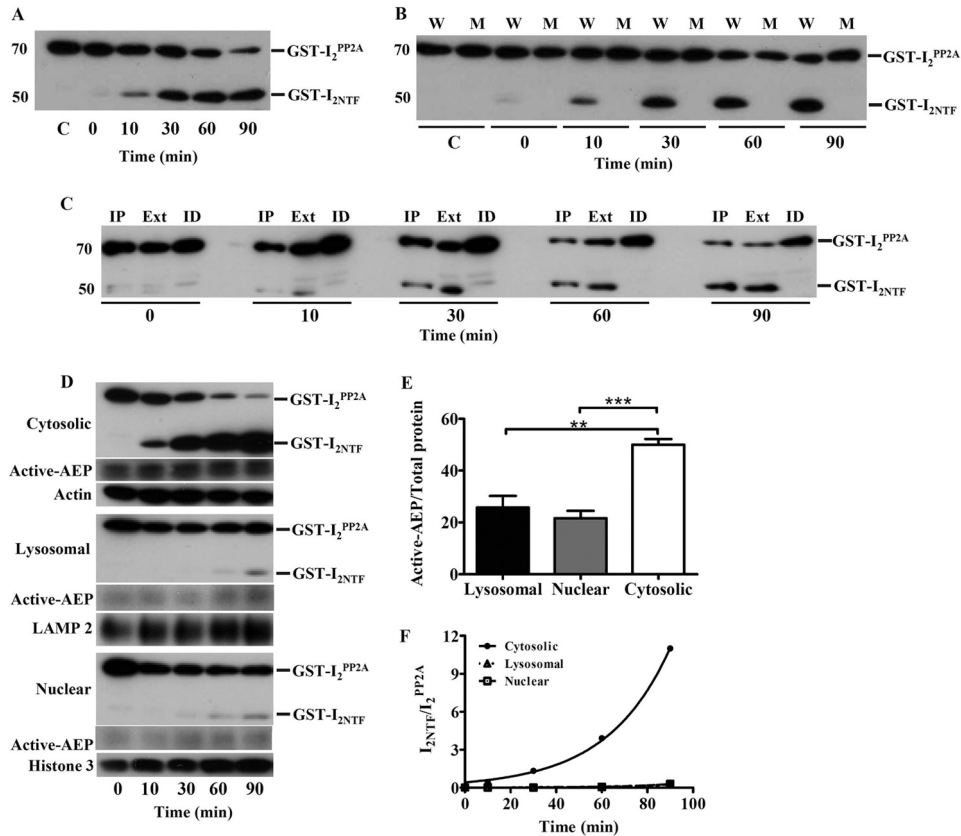 A
70
50
GST-I₂ᴾᴾ²ᴬ
GST-I₂NTF
C 0 10 30 60 90
Time (min)
B
W M W M W M W M W M W M
70
50
GST-I₂ᴾᴾ²ᴬ
GST-I₂NTF
C 0 10 30 60 90
Time (min)
C
IP Ext ID IP Ext ID IP Ext ID IP Ext ID IP Ext ID
70
50
GST-I₂ᴾᴾ²ᴬ
GST-I₂NTF
0 10 30 60 90
Time (min)
D
Cytosolic
GST-I₂ᴾᴾ²ᴬ
GST-I₂NTF
Active-AEP
Actin
Lysosomal
GST-I₂ᴾᴾ²ᴬ
GST-I₂NTF
Active-AEP
LAMP 2
Nuclear
GST-I₂ᴾᴾ²ᴬ
GST-I₂NTF
Active-AEP
Histone 3
0 10 30 60 90
Time (min)
E
Active-AEP/Total protein
60
40
20
0
***
**
Lysosomal Nuclear Cytosolic
F
I₂NTF/I₂ᴾᴾ²ᴬ
12
9
6
3
0
Cytosolic
Lysosomal
Nuclear
0 20 40 60 80 100
Time (min)